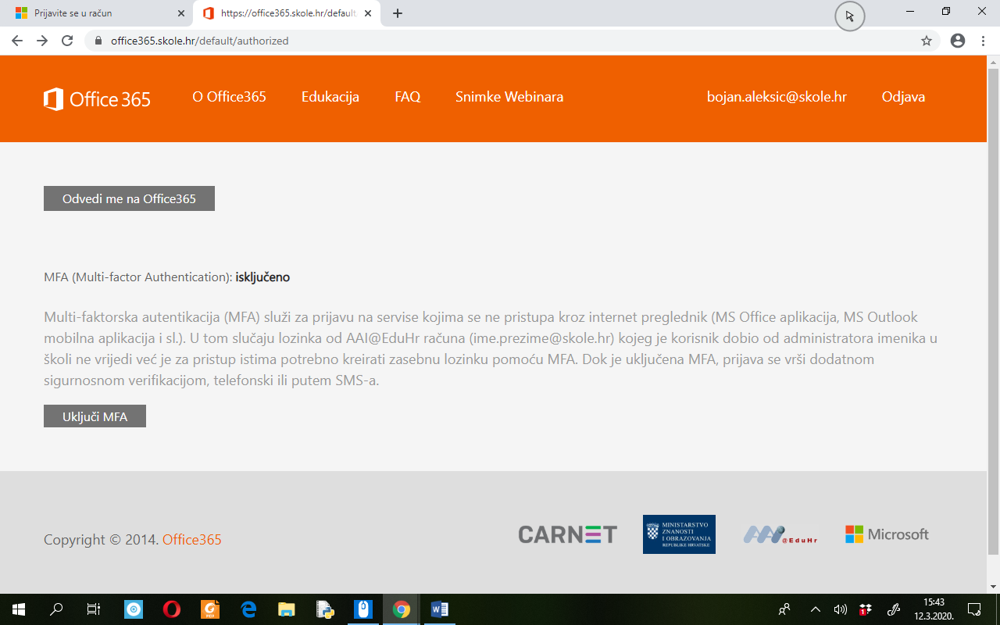 Prijavite se u račun
https://office365.skole.hr/default
office365.skole.hr/default/authorized
Office 365
O Office365
Edukacija
FAQ
Snimke Webinara
bojan.aleksic@skole.hr
Odjava
Odvedi me na Office365
MFA (Multi-factor Authentication): isključeno
Multi-faktorska autentikacija (MFA) služi za prijavu na servise kojima se ne pristupa kroz internet preglednik (MS Office aplikacija, MS Outlook
mobilna aplikacija i sl.). U tom slučaju lozinka od AAI@EduHr računa (ime.prezime@skole.hr) kojeg je korisnik dobio od administratora imenika u
školi ne vrijedi već je za pristup istima potrebno kreirati zasebnu lozinku pomoću MFA. Dok je uključena MFA, prijava se vrši dodatnom
sigurnosnom verifikacijom, telefonski ili putem SMS-a.
Uključi MFA
Copyright © 2014. Office365
CARNET
MINISTARSTVO
ZNANOSTI
I OBRAZOVANJA
REPUBLIKE HRVATSKE
AAI
@EduHr
Microsoft
PDF
1
15:43
12.3.2020.